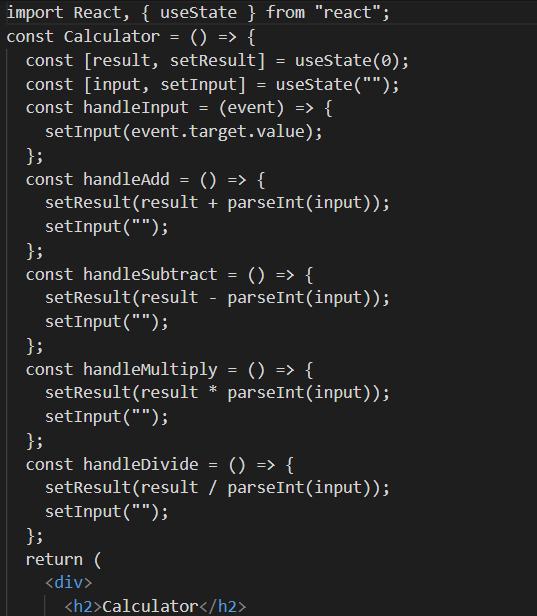 import React, { useState } from "react";
const Calculator = () => {
  const [result, setResult] = useState(0);
  const [input, setInput] = useState("");
  const handleInput = (event) => {
    setInput(event.target.value);
  };
  const handleAdd = () => {
    setResult(result + parseInt(input));
    setInput("");
  };
  const handleSubtract = () => {
    setResult(result - parseInt(input));
    setInput("");
  };
  const handleMultiply = () => {
    setResult(result * parseInt(input));
    setInput("");
  };
  const handleDivide = () => {
    setResult(result / parseInt(input));
    setInput("");
  };
  return (
    <div>
      <h2>Calculator</h2>